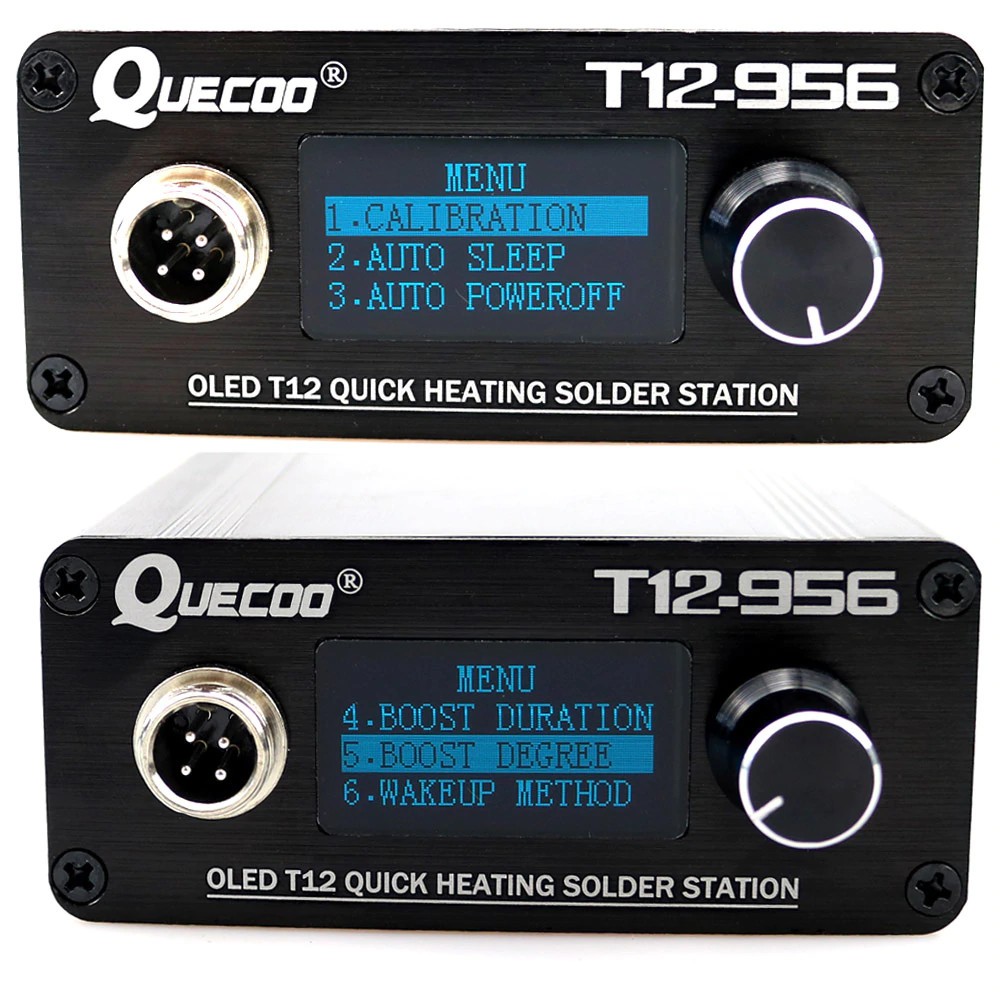 QUECOO®
T12-956
MENU
1.CALIBRATION
2.AUTO SLEEP
3.AUTO POWEROFF
OLED T12 QUICK HEATING SOLDER STATION
QUECOO®
T12-956
MENU
4.BOOST DURATION
5.BOOST DEGREE
6.WAKEUP METHOD
OLED T12 QUICK HEATING SOLDER STATION